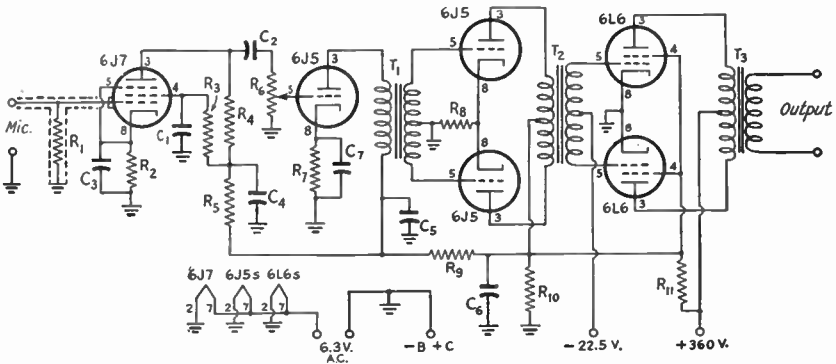 6J7
3
5
4
8
Mic.
R1
C3
R2
C1
R3
R4
C2
R6
R5
C4
6J5
3
5
8
R7
C7
T1
C5
6J5
3
5
8
R8
8
5
3
6J5
R9
C6
T2
R10
6L6
3
5
4
8
8
5
4
3
6L6
R11
T3
Output
6J7
6J5s
6L6s
2 7 2 7 2 7
6.3 V.
A.C.
-B +C
-22.5 V.
+360 V.